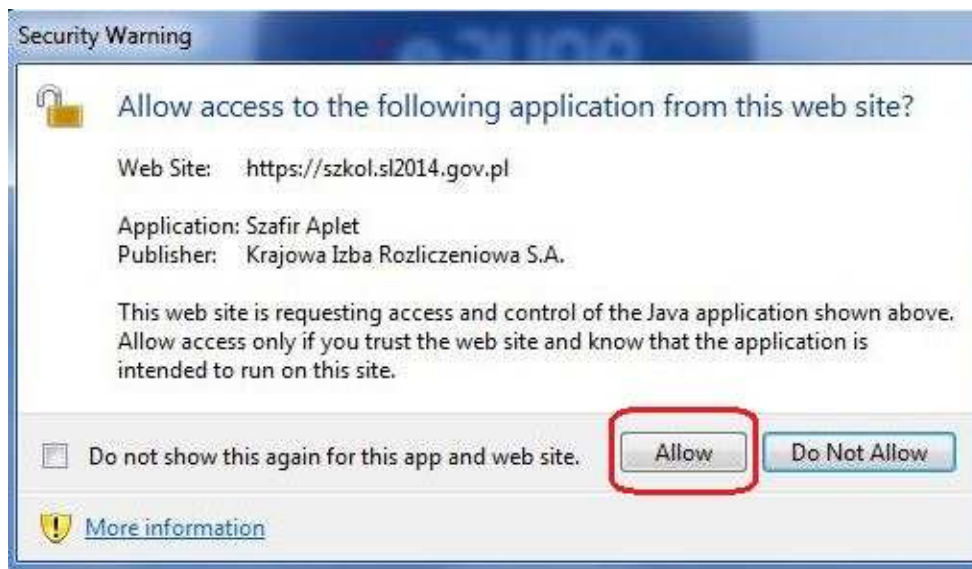 Security Warning
Allow access to the following application from this web site?
Web Site: https://szkol.sl2014.gov.pl
Application: Szafir Aplet
Publisher: Krajowa Izba Rozliczeniowa S.A.
This web site is requesting access and control of the Java application shown above.
Allow access only if you trust the web site and know that the application is
intended to run on this site.
Do not show this again for this app and web site.
Allow
Do Not Allow
More information